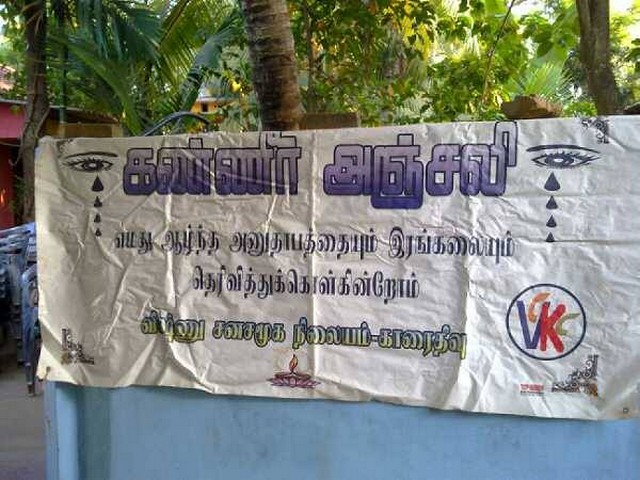 கண்ணீர் அஞ்சலி
எமது ஆழ்ந்த அனுதாபத்தையும் இரங்கலையும்
தெரிவித்துக்கொள்கின்றோம்
விஷ்ணு சனசமூக நிலையம்-காரைதீவு
VKC